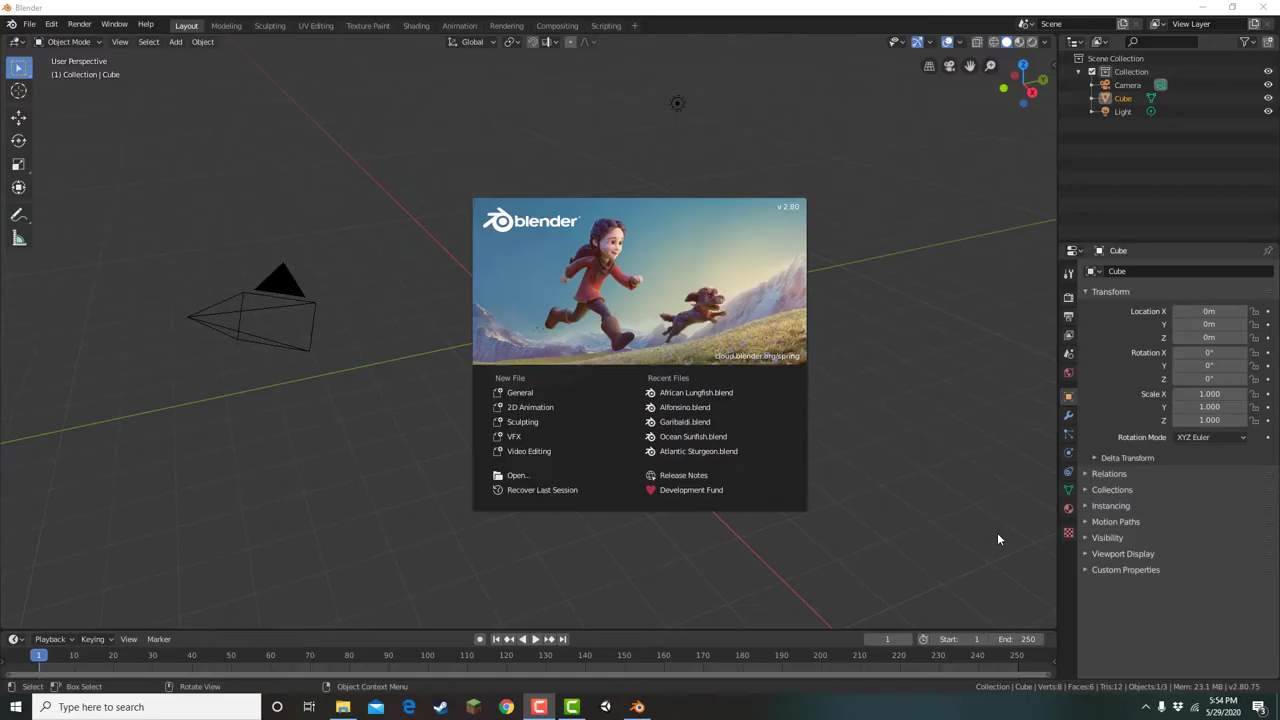 Blender
File Edit Render Window Help Layout Modeling Sculpting UV Editing Texture Paint Shading Animation Rendering Compositing Scripting + Scene View Layer
Object Mode View Select Add Object Global
User Perspective
(1) Collection | Cube
Z
Y
X
Scene Collection
Collection
Camera
Cube
Light
blender
v 2.80
cloud.blender.org/spring
New File
General
2D Animation
Sculpting
VFX
Video Editing
Open...
Recover Last Session
Recent Files
African Lungfish.blend
Alfonsino.blend
Garibaldi.blend
Ocean Sunfish.blend
Atlantic Sturgeon.blend
Release Notes
Development Fund
Cube
Cube
Transform
Location X 0m
Y 0m
Z 0m
Rotation X 0°
Y 0°
Z 0°
Scale X 1.000
Y 1.000
Z 1.000
Rotation Mode XYZ Euler
Delta Transform
Relations
Collections
Instancing
Motion Paths
Visibility
Viewport Display
Custom Properties
Playback Keying View Marker 1 Start: 1 End: 250
1 10 20 30 40 50 60 70 80 90 100 110 120 130 140 150 160 170 180 190 200 210 220 230 240 250
Select Box Select Rotate View Object Context Menu Collection | Cube | Verts:8 | Faces:6 | Tris:12 | Objects:1/3 | Mem: 23.1 MB | v2.80.75
Type here to search
5:54 PM
5/29/2020